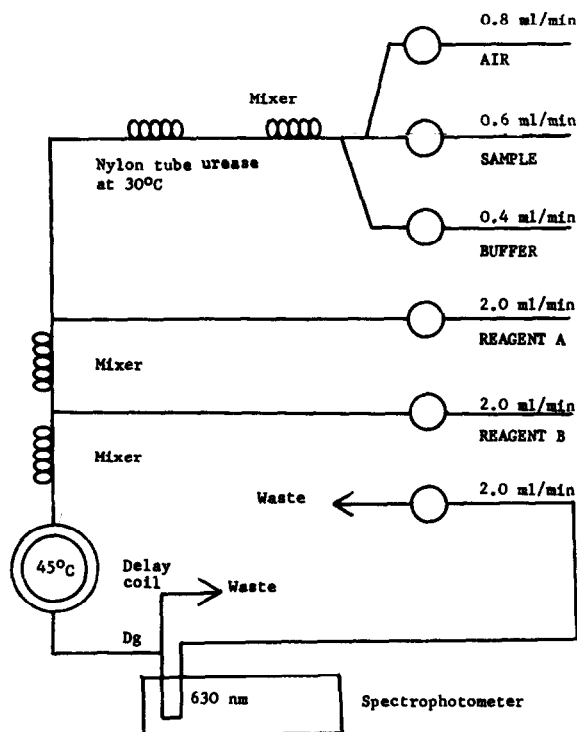 0.8 ml/min
AIR
Mixer
0.6 ml/min
SAMPLE
Nylon tube urease
at 30°C
0.4 ml/min
BUFFER
2.0 ml/min
REAGENT A
Mixer
2.0 ml/min
REAGENT B
Mixer
2.0 ml/min
Waste
45°C
Delay
coil
Waste
Dg
630 nm
Spectrophotometer